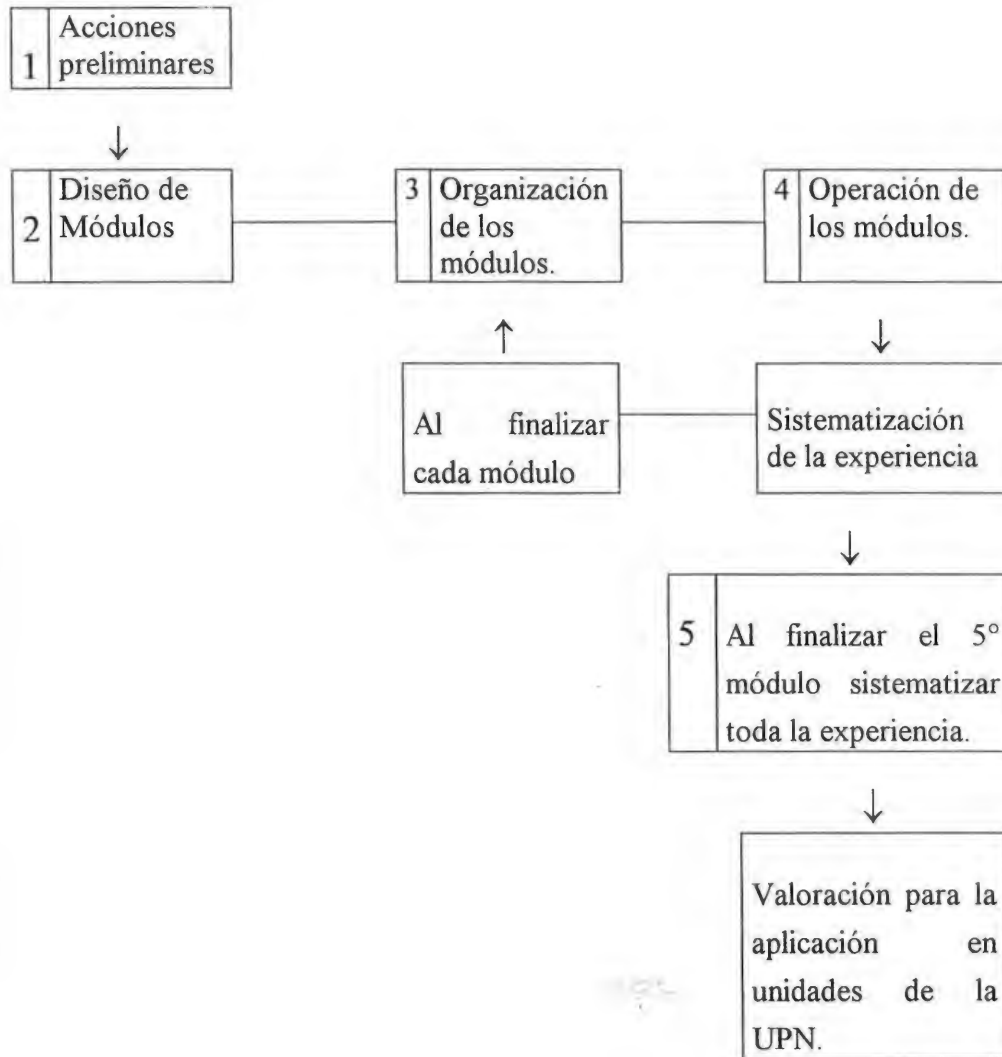 1 Acciones
preliminares
↓
2 Diseño de
Módulos
3 Organización
de los
módulos.
4 Operación de
los módulos.
↑
↓
Al finalizar
cada módulo
Sistematización
de la experiencia
↓
5 Al finalizar el 5°
módulo sistematizar
toda la experiencia.
↓
Valoración para la
aplicación en
unidades de la
UPN.